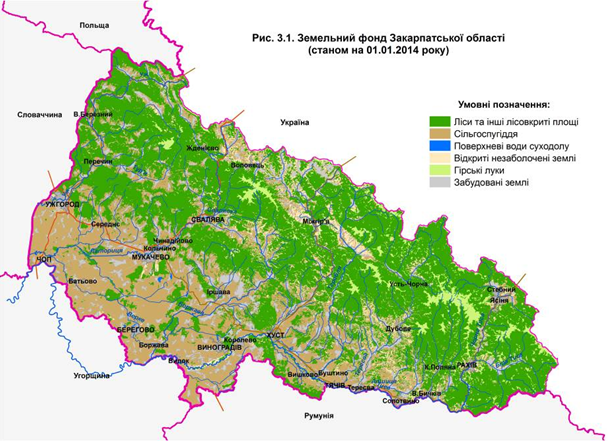 Польща
Рис. 3.1. Земельний фонд Закарпатської області
(станом на 01.01.2014 року)
Словаччина
В.Березний
Україна
Умовні позначення:
Ліси та інші лісовкриті площі
Сільгоспугіддя
Поверхневі води суходолу
Відкриті незаболочені землі
Гірські луки
Забудовані землі
Жденієво
Перечин
Воловець
УЖГОРОД
Середнє
СВАЛЯВА
Міжгір'я
Чинадійово
Кольчино
МУКАЧЕВО
ЧОП
Батьово
Іршава
Усть-Чорна
Ясіня
БЕРЕГОВО
Боржава
Королево
ВИНОГРАДІВ
ХУСТ
Дубове
Вилок
Вишково
Буштино
ТЯЧІВ
Тересва
К.Поляна
РАХІВ
В.Бичків
Солотвино
Угорщина
Румунія